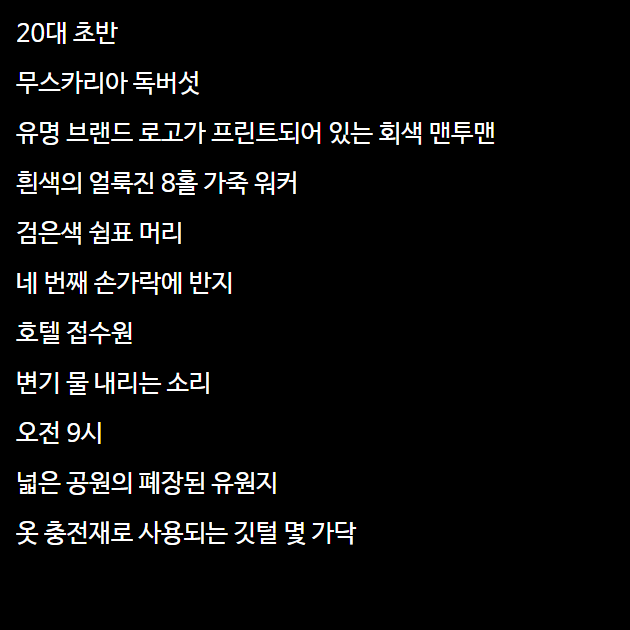 20대 초반
무스카리아 독버섯
유명 브랜드 로고가 프린트되어 있는 회색 맨투맨
흰색의 얼룩진 8홀 가죽 워커
검은색 쉼표 머리
네 번째 손가락에 반지
호텔 접수원
변기 물 내리는 소리
오전 9시
넓은 공원의 폐장된 유원지
옷 충전재로 사용되는 깃털 몇 가닥